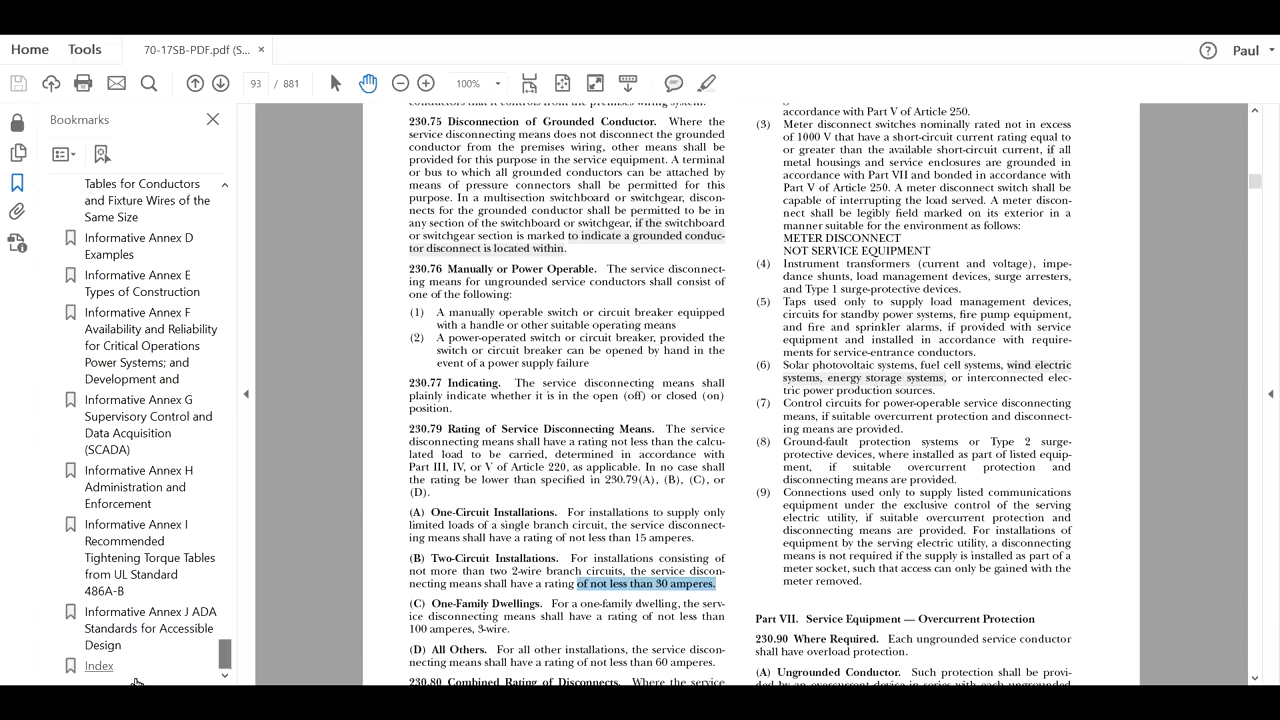 Home
Tools
70-17SB-PDF.pdf (S...
×
Paul
93 / 881
100%
Bookmarks
Tables for Conductors
and Fixture Wires of the
Same Size
Informative Annex D
Examples
Informative Annex E
Types of Construction
Informative Annex F
Availability and Reliability
for Critical Operations
Power Systems; and
Development and
Informative Annex G
Supervisory Control and
Data Acquisition
(SCADA)
Informative Annex H
Administration and
Enforcement
Informative Annex I
Recommended
Tightening Torque Tables
from UL Standard
486A-B
Informative Annex J ADA
Standards for Accessible
Design
Index
conductors that it controls from the premises wiring system.
230.75 Disconnection of Grounded Conductor. Where the
service disconnecting means does not disconnect the grounded
conductor from the premises wiring, other means shall be
provided for this purpose in the service equipment. A terminal
or bus to which all grounded conductors can be attached by
means of pressure connectors shall be permitted for this
purpose. In a multisection switchboard or switchgear, discon-
nects for the grounded conductor shall be permitted to be in
any section of the switchboard or switchgear, if the switchboard
or switchgear section is marked to indicate a grounded conduc-
tor disconnect is located within.
230.76 Manually or Power Operable. The service disconnect-
ing means for ungrounded service conductors shall consist of
one of the following:
(1) A manually operable switch or circuit breaker equipped
with a handle or other suitable operating means
(2) A power-operated switch or circuit breaker, provided the
switch or circuit breaker can be opened by hand in the
event of a power supply failure
230.77 Indicating. The service disconnecting means shall
plainly indicate whether it is in the open (off) or closed (on)
position.
230.79 Rating of Service Disconnecting Means. The service
disconnecting means shall have a rating not less than the calcu-
lated load to be carried, determined in accordance with
Part III, IV, or V of Article 220, as applicable. In no case shall
the rating be lower than specified in 230.79(A), (B), (C), or
(D).
(A) One-Circuit Installations. For installations to supply only
limited loads of a single branch circuit, the service disconnect-
ing means shall have a rating of not less than 15 amperes.
(B) Two-Circuit Installations. For installations consisting of
not more than two 2-wire branch circuits, the service discon-
necting means shall have a rating of not less than 30 amperes.
(C) One-Family Dwellings. For a one-family dwelling, the serv-
ice disconnecting means shall have a rating of not less than
100 amperes, 3-wire.
(D) All Others. For all other installations, the service discon-
necting means shall have a rating of not less than 60 amperes.
230.80 Combined Rating of Disconnects. Where the service
accordance with Part V of Article 250.
(3) Meter disconnect switches nominally rated not in excess
of 1000 V that have a short-circuit current rating equal to
or greater than the available short-circuit current, if all
metal housings and service enclosures are grounded in
accordance with Part VII and bonded in accordance with
Part V of Article 250. A meter disconnect switch shall be
capable of interrupting the load served. A meter discon-
nect shall be legibly field marked on its exterior in a
manner suitable for the environment as follows:
METER DISCONNECT
NOT SERVICE EQUIPMENT
(4) Instrument transformers (current and voltage), impe-
dance shunts, load management devices, surge arresters,
and Type 1 surge-protective devices.
(5) Taps used only to supply load management devices,
circuits for standby power systems, fire pump equipment,
and fire and sprinkler alarms, if provided with service
equipment and installed in accordance with require-
ments for service-entrance conductors.
(6) Solar photovoltaic systems, fuel cell systems, wind electric
systems, energy storage systems, or interconnected elec-
tric power production sources.
(7) Control circuits for power-operable service disconnecting
means, if suitable overcurrent protection and disconnect-
ing means are provided.
(8) Ground-fault protection systems or Type 2 surge-
protective devices, where installed as part of listed equip-
ment, if suitable overcurrent protection and
disconnecting means are provided.
(9) Connections used only to supply listed communications
equipment under the exclusive control of the serving
electric utility, if suitable overcurrent protection and
disconnecting means are provided. For installations of
equipment by the serving electric utility, a disconnecting
means is not required if the supply is installed as part of a
meter socket, such that access can only be gained with the
meter removed.
Part VII. Service Equipment — Overcurrent Protection
230.90 Where Required. Each ungrounded service conductor
shall have overload protection.
(A) Ungrounded Conductor. Such protection shall be provi-
ded by an overcurrent device in series with each ungrounded